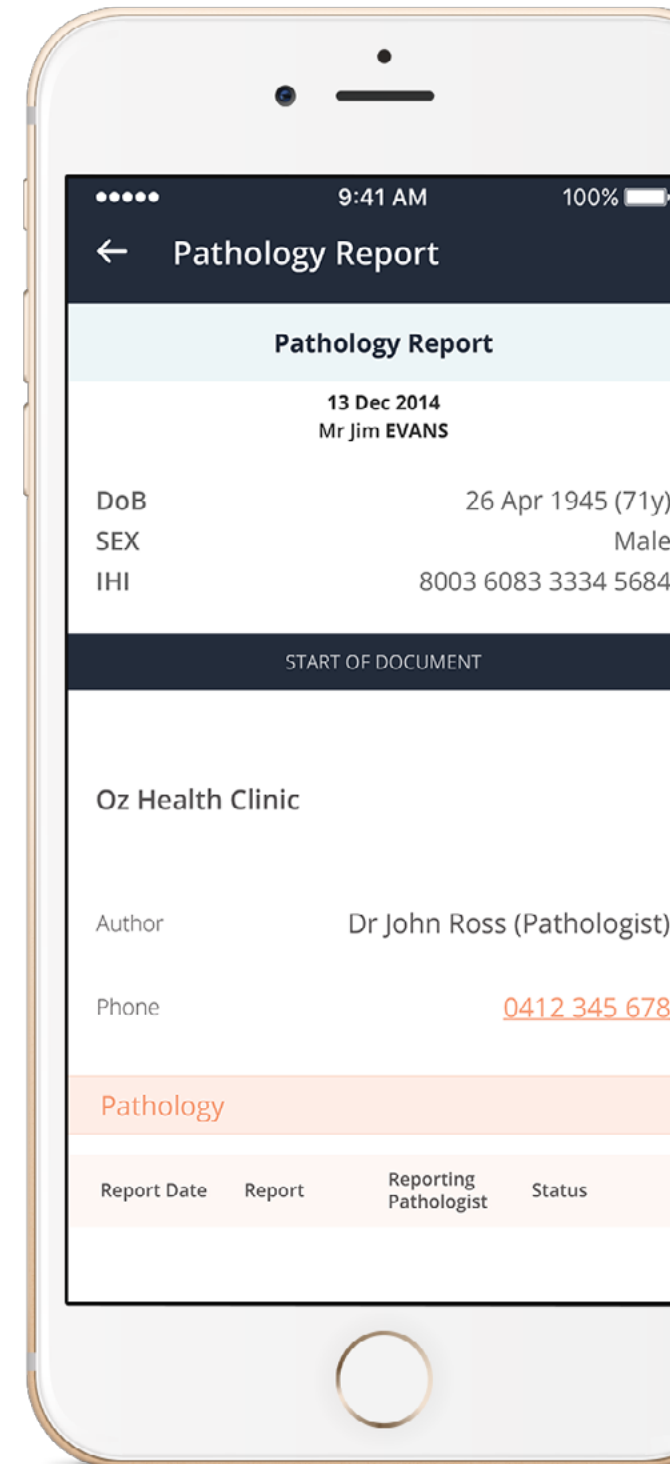 9:41 AM 100%
Pathology Report
Pathology Report
13 Dec 2014
Mr Jim EVANS
DoB 26 Apr 1945 (71y)
SEX Male
IHI 8003 6083 3334 5684
START OF DOCUMENT
Oz Health Clinic
Author Dr John Ross (Pathologist)
Phone 0412 345 678
Pathology
Report Date Report Reporting Pathologist Status